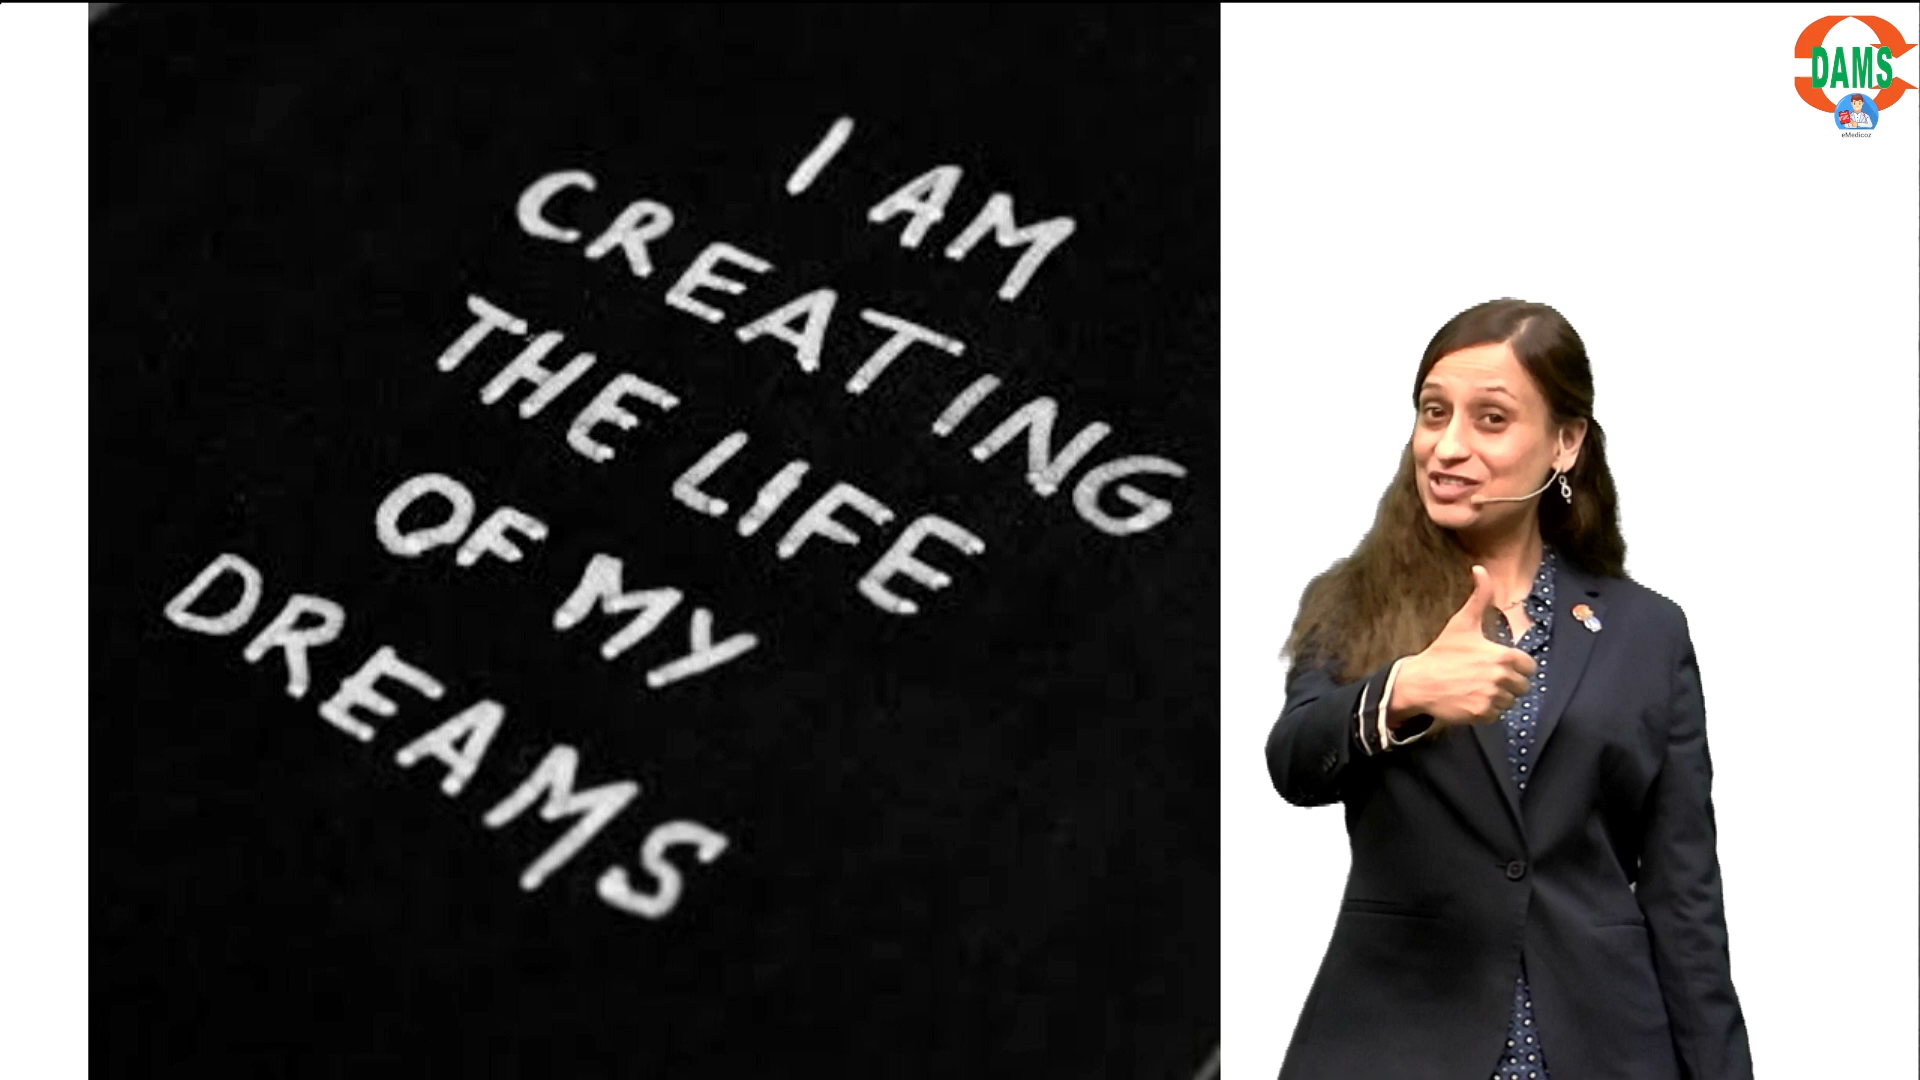 I AM
CREATING
THE LIFE
OF MY
DREAMS
DAMS
eMedicoz